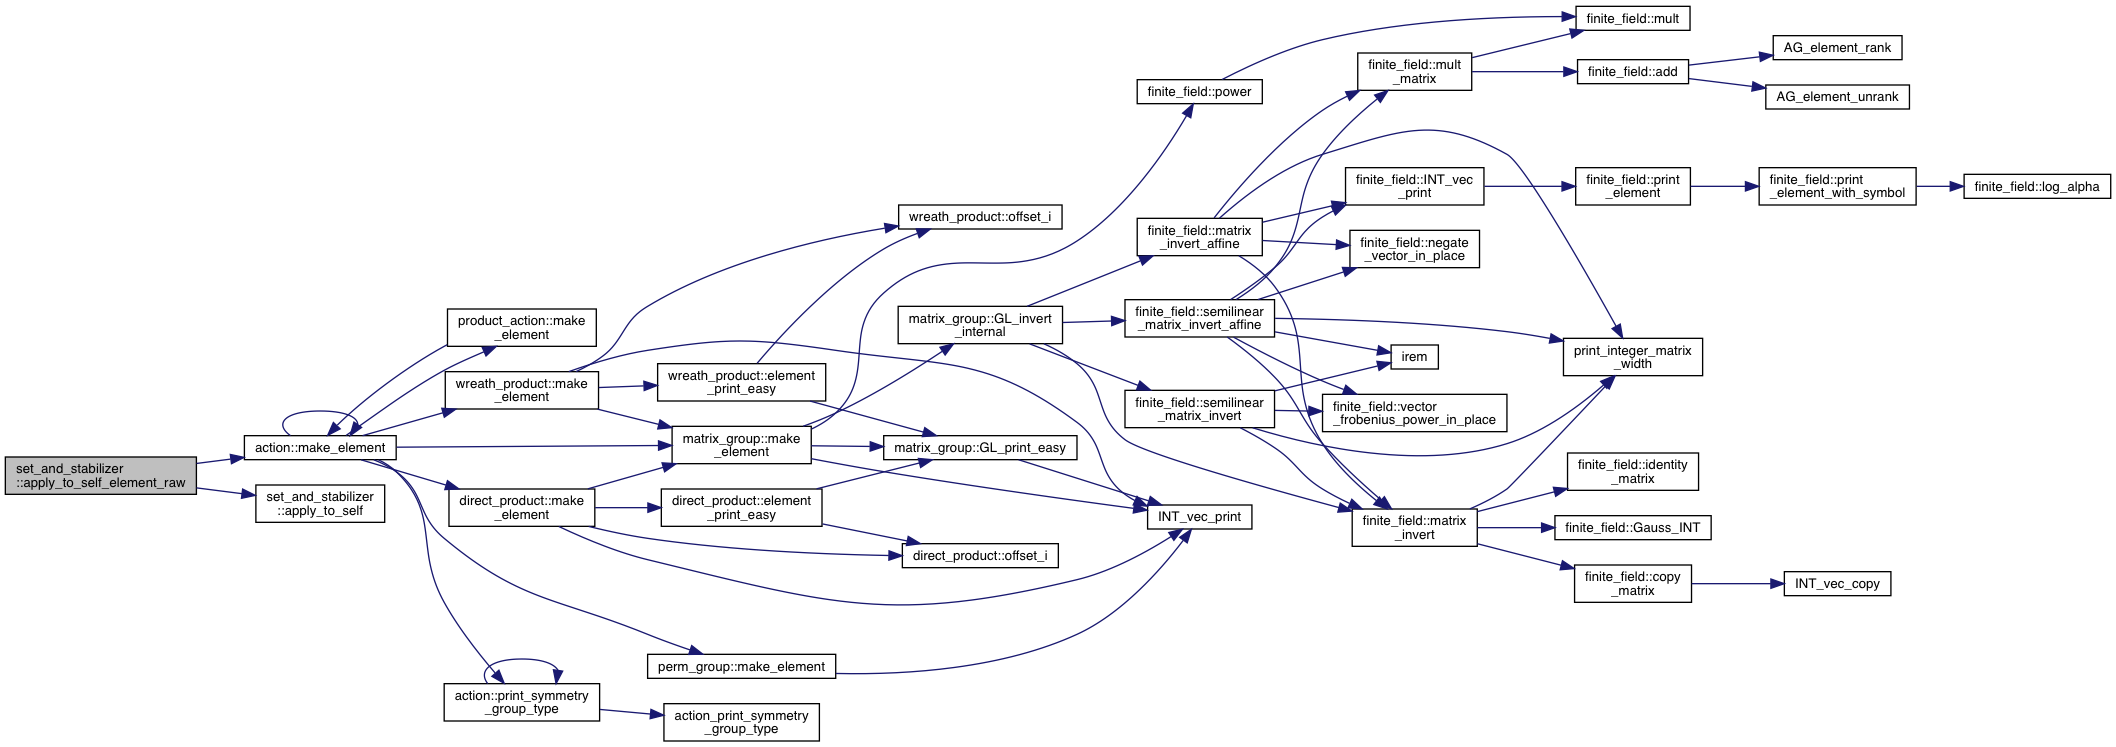 set_and_stabilizer
::apply_to_self_element_raw
action::make_element
set_and_stabilizer
::apply_to_self
product_action::make
_element
wreath_product::make
_element
direct_product::make
_element
action::print_symmetry
_group_type
wreath_product::element
_print_easy
matrix_group::make
_element
direct_product::element
_print_easy
perm_group::make_element
action_print_symmetry
_group_type
wreath_product::offset_i
matrix_group::GL_invert
_internal
matrix_group::GL_print_easy
direct_product::offset_i
finite_field::power
finite_field::matrix
_invert_affine
finite_field::semilinear
_matrix_invert_affine
finite_field::semilinear
_matrix_invert
INT_vec_print
finite_field::mult
_matrix
finite_field::INT_vec
_print
finite_field::negate
_vector_in_place
irem
finite_field::vector
_frobenius_power_in_place
finite_field::matrix
_invert
finite_field::mult
finite_field::add
finite_field::print
_element
print_integer_matrix
_width
finite_field::identity
_matrix
finite_field::Gauss_INT
finite_field::copy
_matrix
AG_element_rank
AG_element_unrank
finite_field::print
_element_with_symbol
INT_vec_copy
finite_field::log_alpha